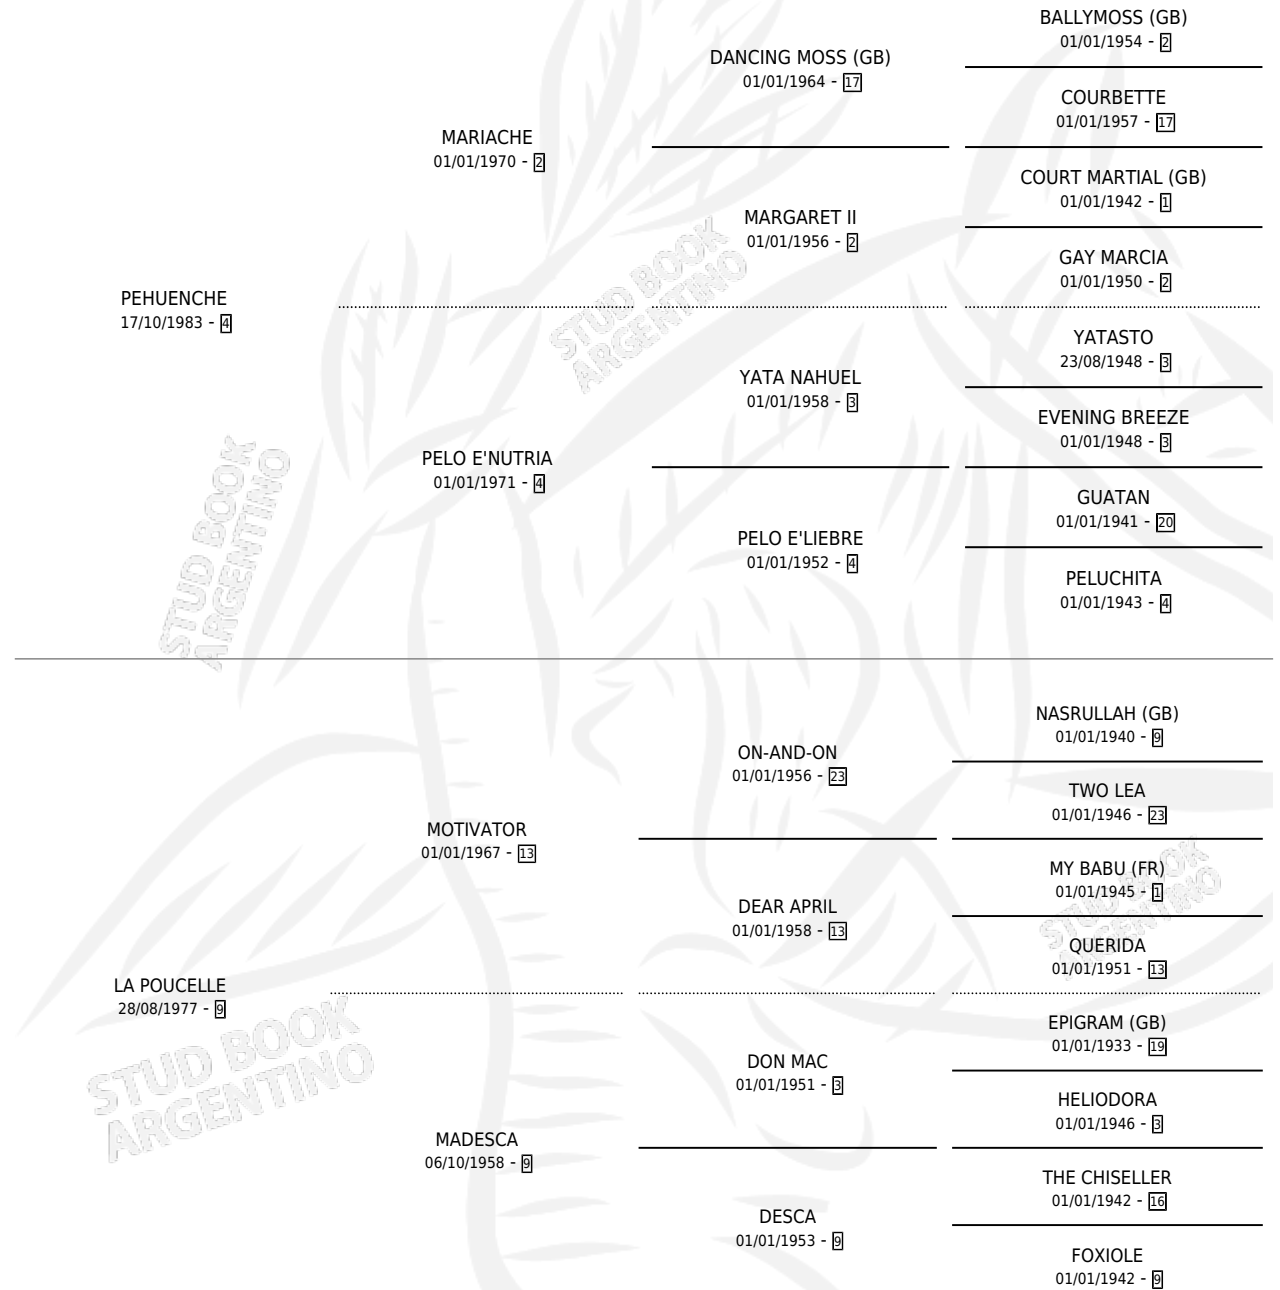 BALLYMOSS (GB)
01/01/1954 - 2
DANCING MOSS (GB)
01/01/1964 - 17
COURBETTE
01/01/1957 - 17
MARIACHE
01/01/1970 - 2
COURT MARTIAL (GB)
01/01/1942 - 1
MARGARET II
01/01/1956 - 2
GAY MARCIA
01/01/1950 - 2
PEHUENCHE
17/10/1983 - 4
YATASTO
23/08/1948 - 3
YATA NAHUEL
01/01/1958 - 3
EVENING BREEZE
01/01/1948 - 3
PELO E'NUTRIA
01/01/1971 - 4
GUATAN
01/01/1941 - 20
PELO E'LIEBRE
01/01/1952 - 4
PELUCHITA
01/01/1943 - 4
NASRULLAH (GB)
01/01/1940 - 9
ON-AND-ON
01/01/1956 - 23
TWO LEA
01/01/1946 - 23
MOTIVATOR
01/01/1967 - 13
MY BABU (FR)
01/01/1945 - 1
DEAR APRIL
01/01/1958 - 13
QUERIDA
01/01/1951 - 13
LA POUCELLE
28/08/1977 - 9
EPIGRAM (GB)
01/01/1933 - 19
DON MAC
01/01/1951 - 3
HELIODORA
01/01/1946 - 3
MADESCA
06/10/1958 - 9
THE CHISELLER
01/01/1942 - 16
DESCA
01/01/1953 - 9
FOXIOLE
01/01/1942 - 9
STUD BOOK
ARGENTINO
STUD BOOK
ARGENTINO
STUD BOOK
ARGENTINO
STUD BOOK
ARGENTINO